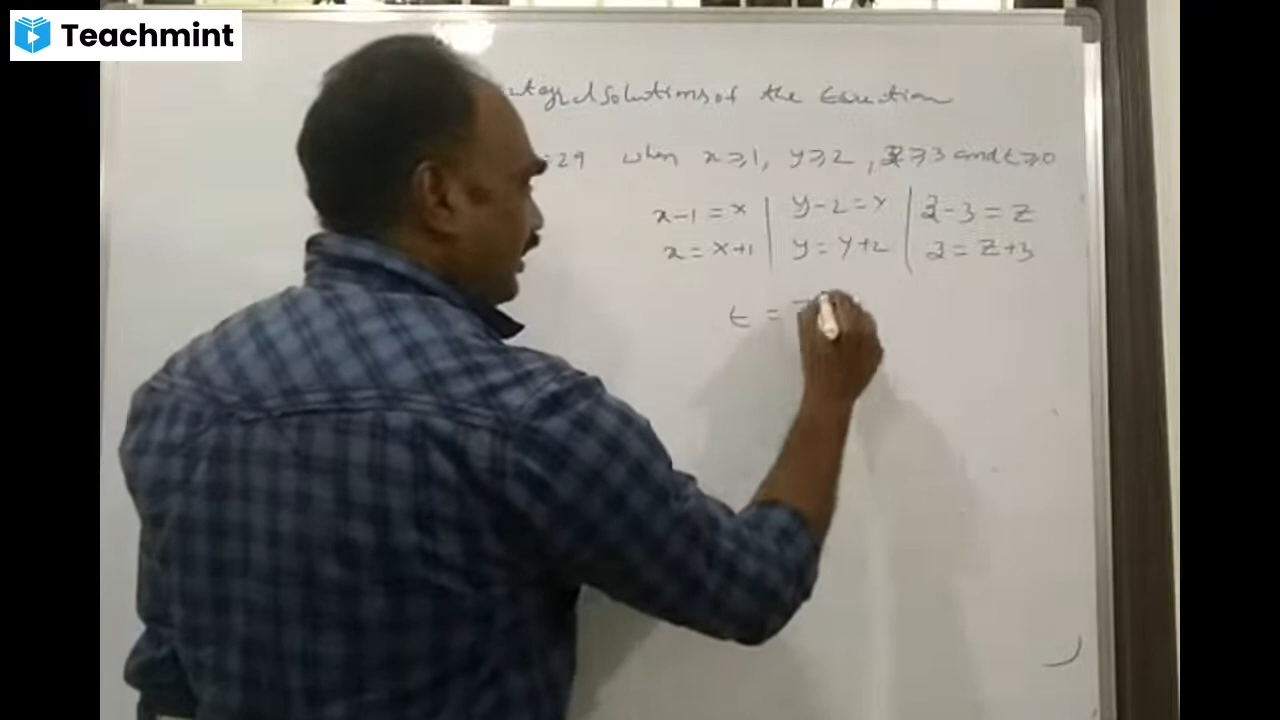 Teachmint
Solutions of the Equation
= 29 when x ≥ 1, y ≥ 2, z ≥ 3 and t ≥ 0
x - 1 = X | y - 2 = Y | z - 3 = Z
x = X + 1 | y = Y + 2 | z = Z + 3
t =